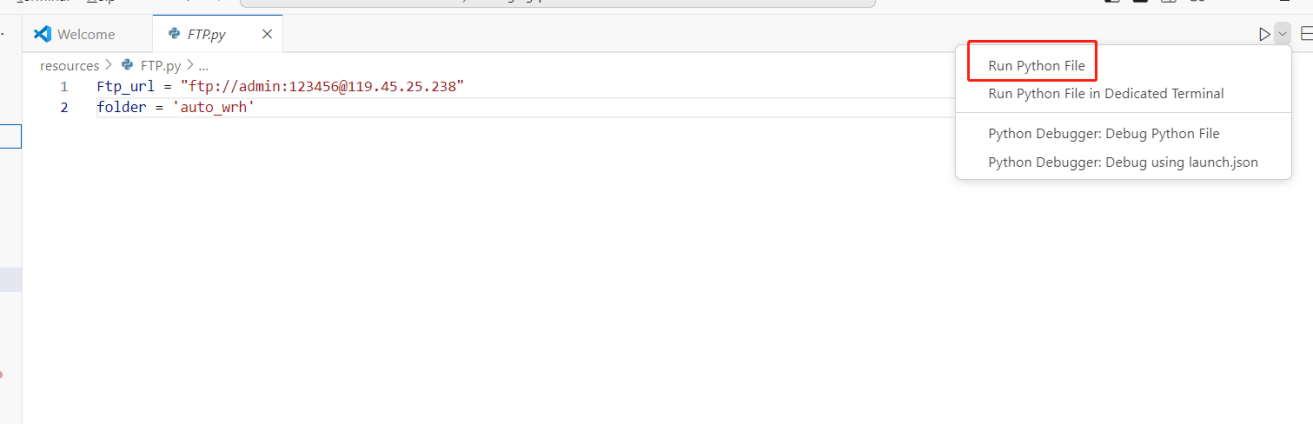 Welcome
FTP.py
resources > FTP.py > ...
1 Ftp_url = "ftp://admin:123456@119.45.25.238"
2 folder = 'auto_wrh'
Run Python File
Run Python File in Dedicated Terminal
Python Debugger: Debug Python File
Python Debugger: Debug using launch.json